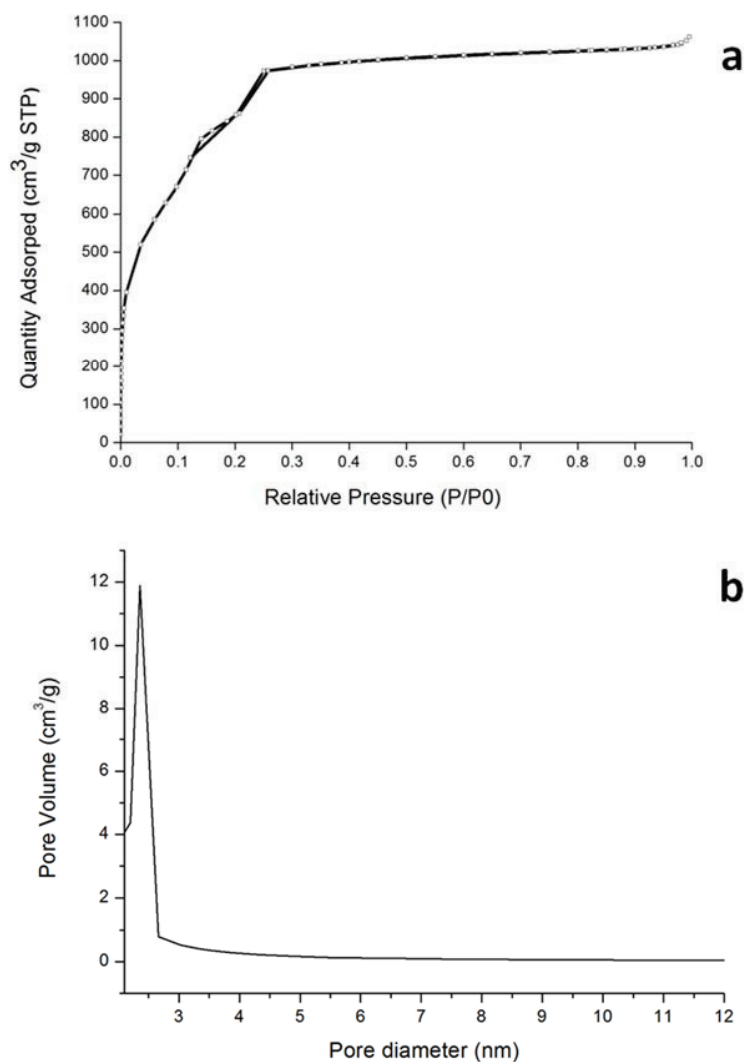 a
1100
1000
900
800
700
600
500
400
300
200
100
0
Quantity Adsorped (cm³/g STP)
0.0 0.1 0.2 0.3 0.4 0.5 0.6 0.7 0.8 0.9 1.0
Relative Pressure (P/P0)
b
12
10
8
6
4
2
0
Pore Volume (cm³/g)
3 4 5 6 7 8 9 10 11 12
Pore diameter (nm)